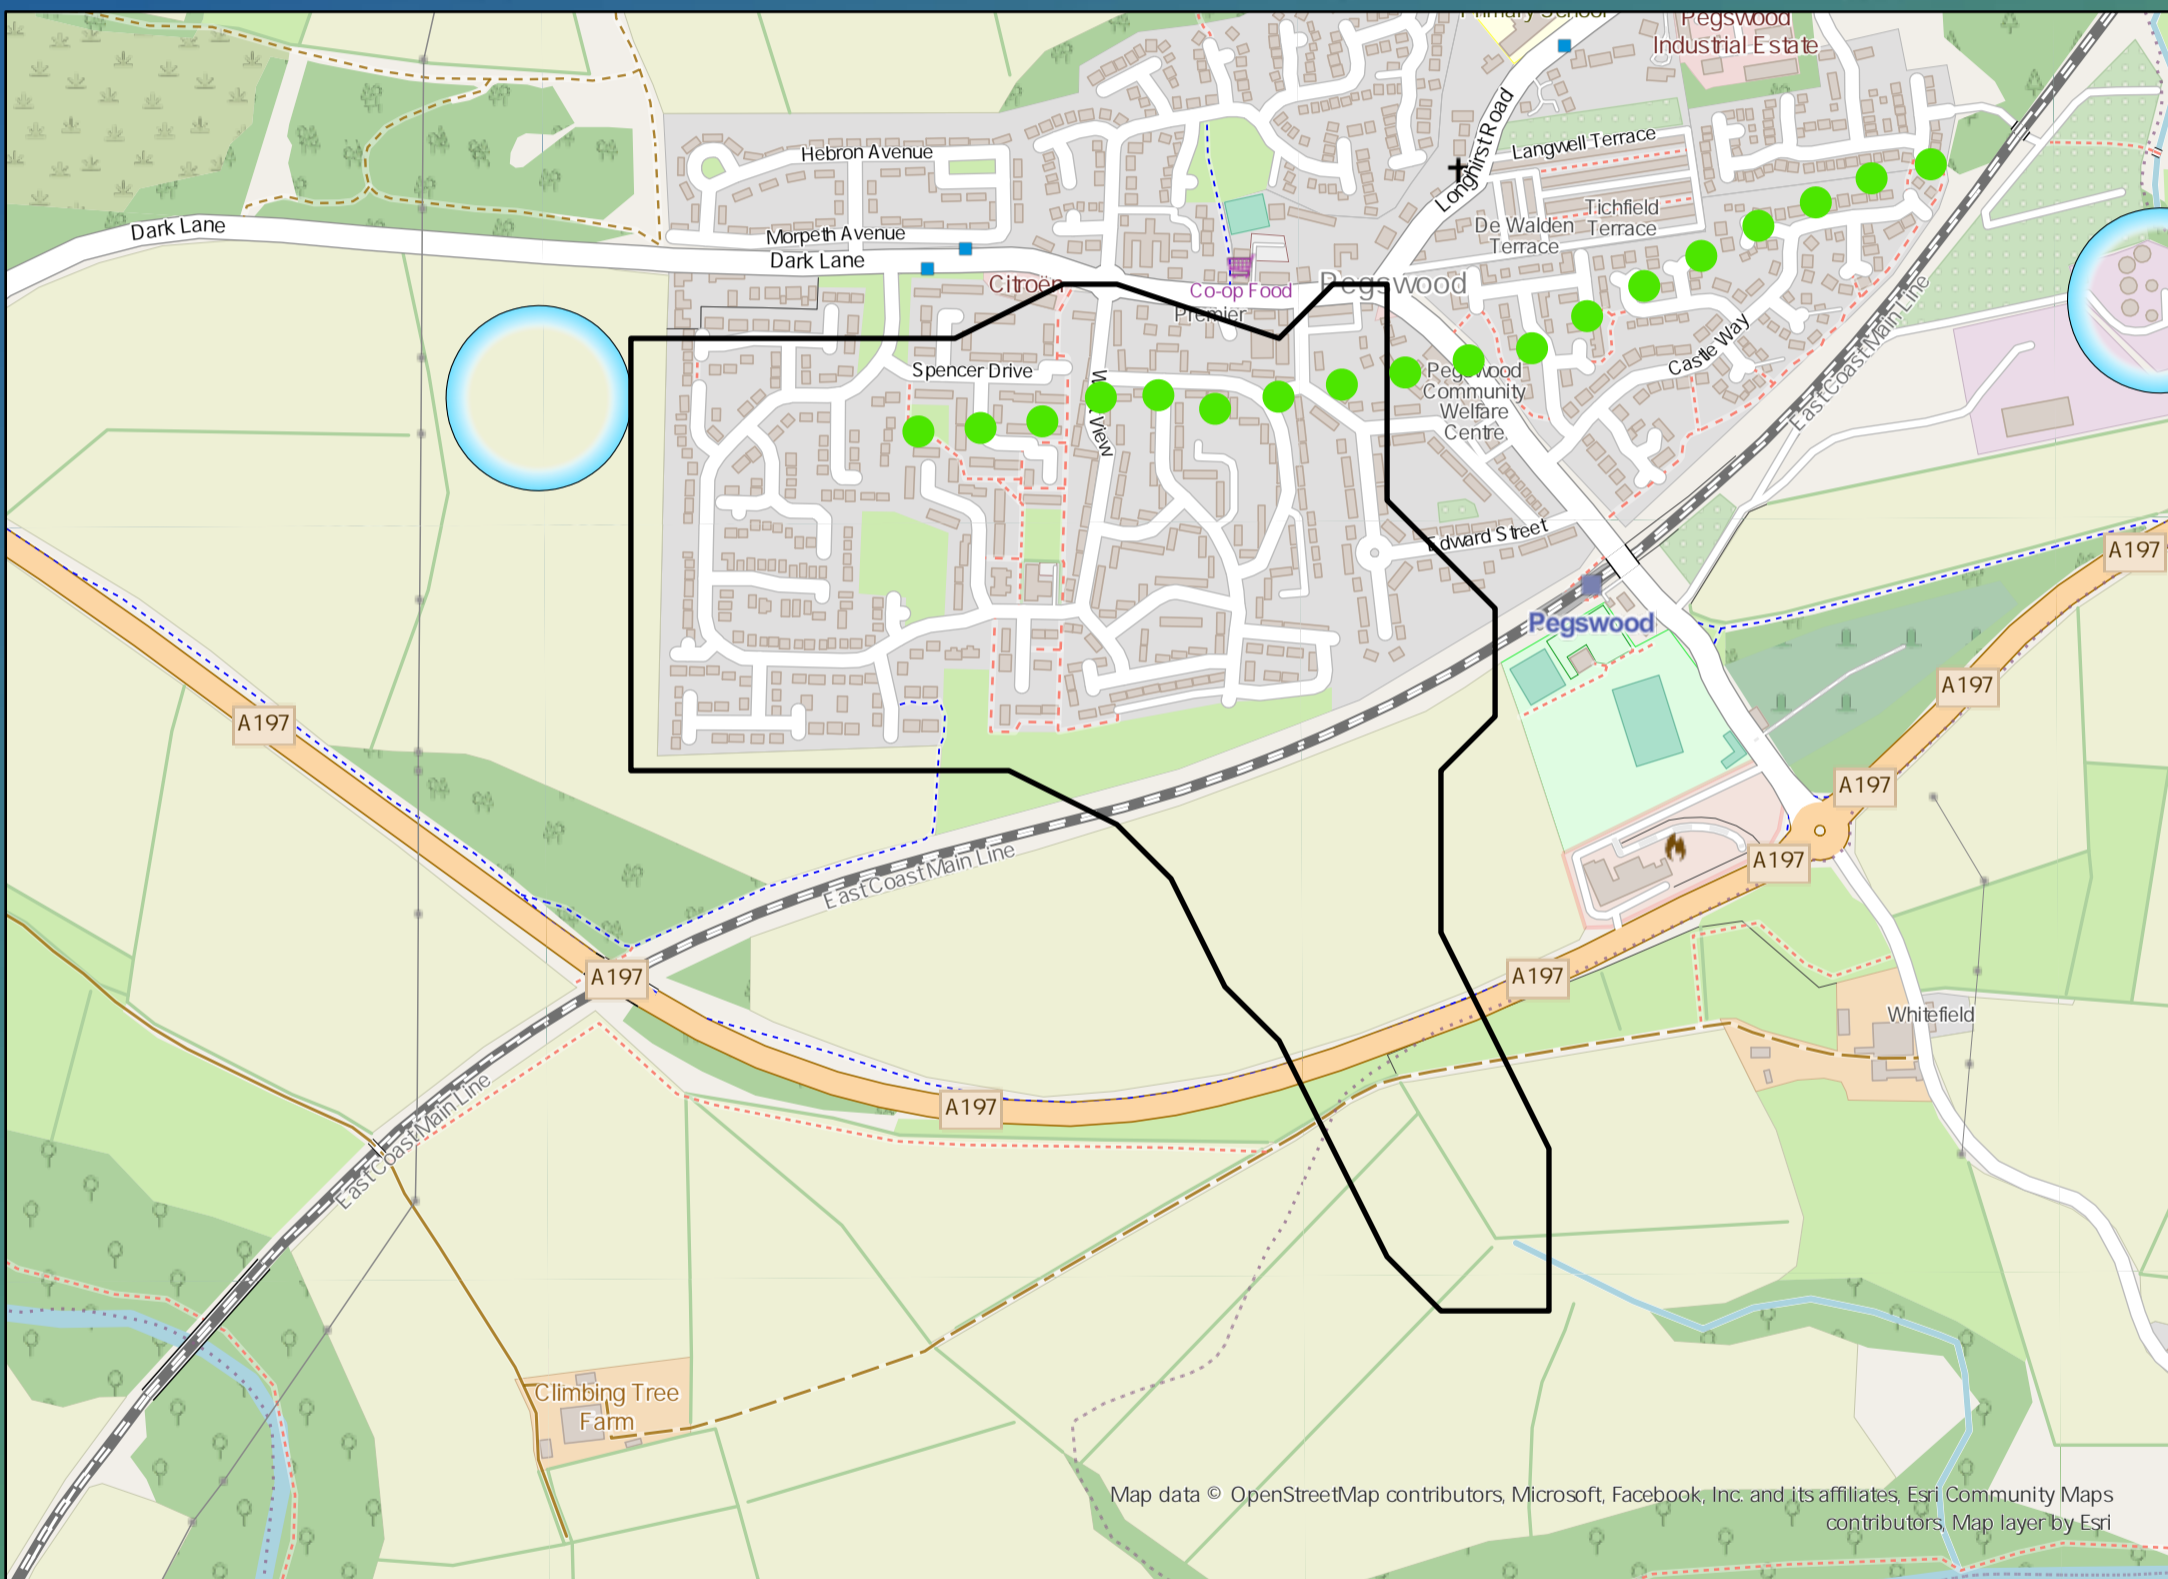 Primary School
Pegswood
Industrial Estate
Longhirst Road
Langwell Terrace
Hebron Avenue
Tichfield
Terrace
De Walden
Terrace
Dark Lane
Morpeth Avenue
Dark Lane
Citroën
Co-op Food
Pegswood
Premier
Castle Way
East Coast Main Line
Spencer Drive
Pegswood
Community
Welfare
Centre
View
Edward Street
A197
Pegswood
A197
A197
A197
A197
East Coast Main Line
A197
A197
Whitefield
A197
East Coast Main Line
Climbing Tree
Farm
Map data © OpenStreetMap contributors, Microsoft, Facebook, Inc. and its affiliates, Esri Community Maps
contributors, Map layer by Esri